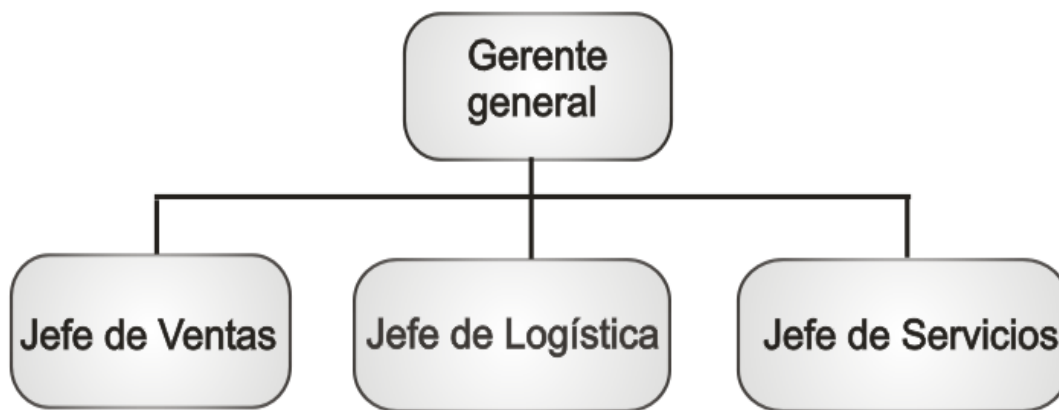 Gerente
general
Jefe de Ventas
Jefe de Logística
Jefe de Servicios